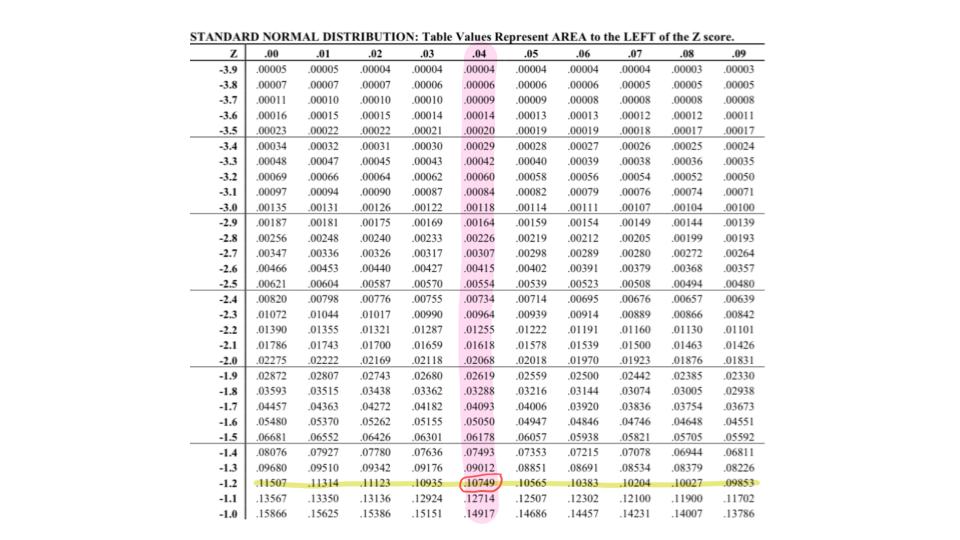 STANDARD NORMAL DISTRIBUTION: Table Values Represent AREA to the LEFT of the Z score.
Z .00 .01 .02 .03 .04 .05 .06 .07 .08 .09
-3.9 .00005 .00005 .00004 .00004 .00004 .00004 .00004 .00004 .00003 .00003
-3.8 .00007 .00007 .00007 .00006 .00006 .00006 .00006 .00005 .00005 .00005
-3.7 .00011 .00010 .00010 .00010 .00009 .00009 .00008 .00008 .00008 .00008
-3.6 .00016 .00015 .00015 .00014 .00014 .00013 .00013 .00012 .00012 .00011
-3.5 .00023 .00022 .00022 .00021 .00020 .00019 .00019 .00018 .00017 .00017
-3.4 .00034 .00032 .00031 .00030 .00029 .00028 .00027 .00026 .00025 .00024
-3.3 .00048 .00047 .00045 .00043 .00042 .00040 .00039 .00038 .00036 .00035
-3.2 .00069 .00066 .00064 .00062 .00060 .00058 .00056 .00054 .00052 .00050
-3.1 .00097 .00094 .00090 .00087 .00084 .00082 .00079 .00076 .00074 .00071
-3.0 .00135 .00131 .00126 .00122 .00118 .00114 .00111 .00107 .00104 .00100
-2.9 .00187 .00181 .00175 .00169 .00164 .00159 .00154 .00149 .00144 .00139
-2.8 .00256 .00248 .00240 .00233 .00226 .00219 .00212 .00205 .00199 .00193
-2.7 .00347 .00336 .00326 .00317 .00307 .00298 .00289 .00280 .00272 .00264
-2.6 .00466 .00453 .00440 .00427 .00415 .00402 .00391 .00379 .00368 .00357
-2.5 .00621 .00604 .00587 .00570 .00554 .00539 .00523 .00508 .00494 .00480
-2.4 .00820 .00798 .00776 .00755 .00734 .00714 .00695 .00676 .00657 .00639
-2.3 .01072 .01044 .01017 .00990 .00964 .00939 .00914 .00889 .00866 .00842
-2.2 .01390 .01355 .01321 .01287 .01255 .01222 .01191 .01160 .01130 .01101
-2.1 .01786 .01743 .01700 .01659 .01618 .01578 .01539 .01500 .01463 .01426
-2.0 .02275 .02222 .02169 .02118 .02068 .02018 .01970 .01923 .01876 .01831
-1.9 .02872 .02807 .02743 .02680 .02619 .02559 .02500 .02442 .02385 .02330
-1.8 .03593 .03515 .03438 .03362 .03288 .03216 .03144 .03074 .03005 .02938
-1.7 .04457 .04363 .04272 .04182 .04093 .04006 .03920 .03836 .03754 .03673
-1.6 .05480 .05370 .05262 .05155 .05050 .04947 .04846 .04746 .04648 .04551
-1.5 .06681 .06552 .06426 .06301 .06178 .06057 .05938 .05821 .05705 .05592
-1.4 .08076 .07927 .07780 .07636 .07493 .07353 .07215 .07078 .06944 .06811
-1.3 .09680 .09510 .09342 .09176 .09012 .08851 .08691 .08534 .08379 .08226
-1.2 .11507 .11314 .11123 .10935 .10749 .10565 .10383 .10204 .10027 .09853
-1.1 .13567 .13350 .13136 .12924 .12714 .12507 .12302 .12100 .11900 .11702
-1.0 .15866 .15625 .15386 .15151 .14917 .14686 .14457 .14231 .14007 .13786